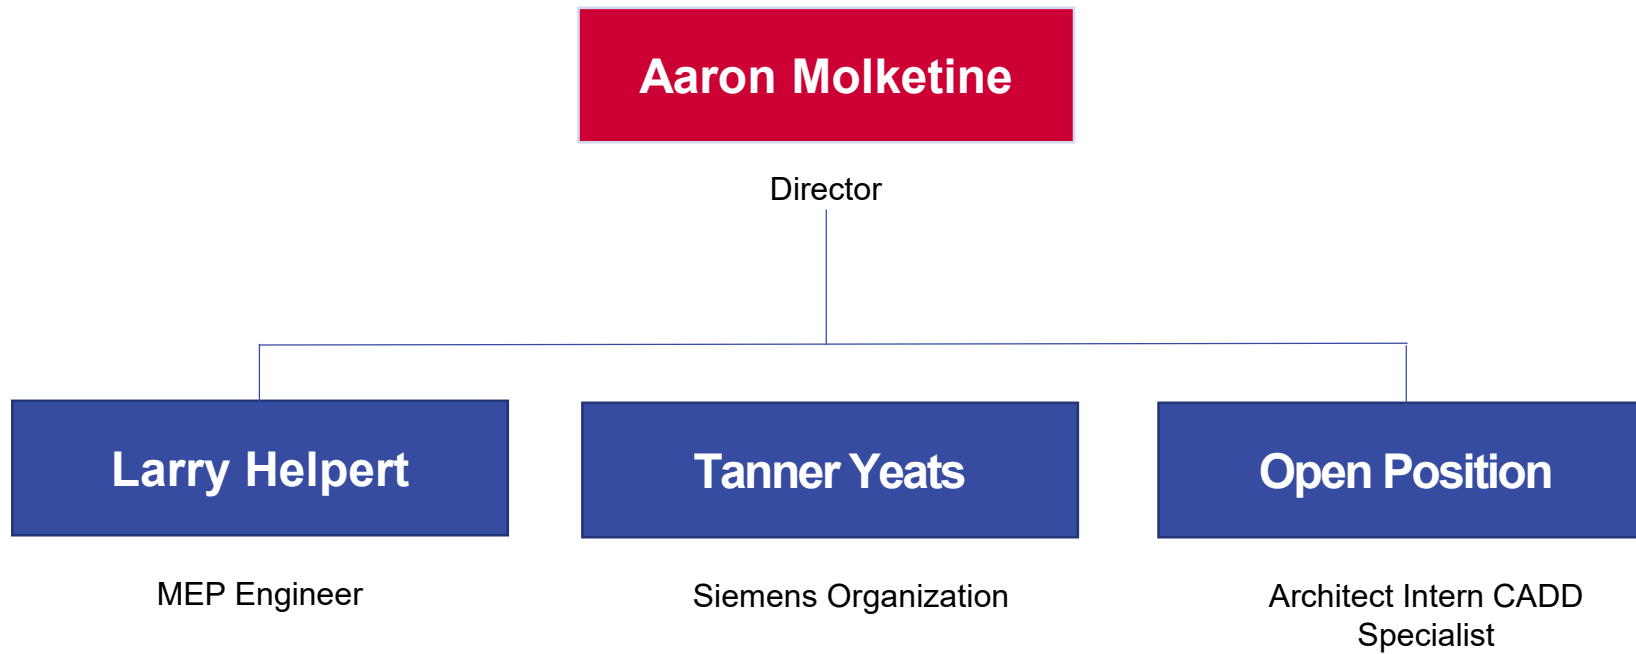 Aaron Molketine
Director
Larry Helpert
Tanner Yeats
Open Position
MEP Engineer
Siemens Organization
Architect Intern CADD
Specialist